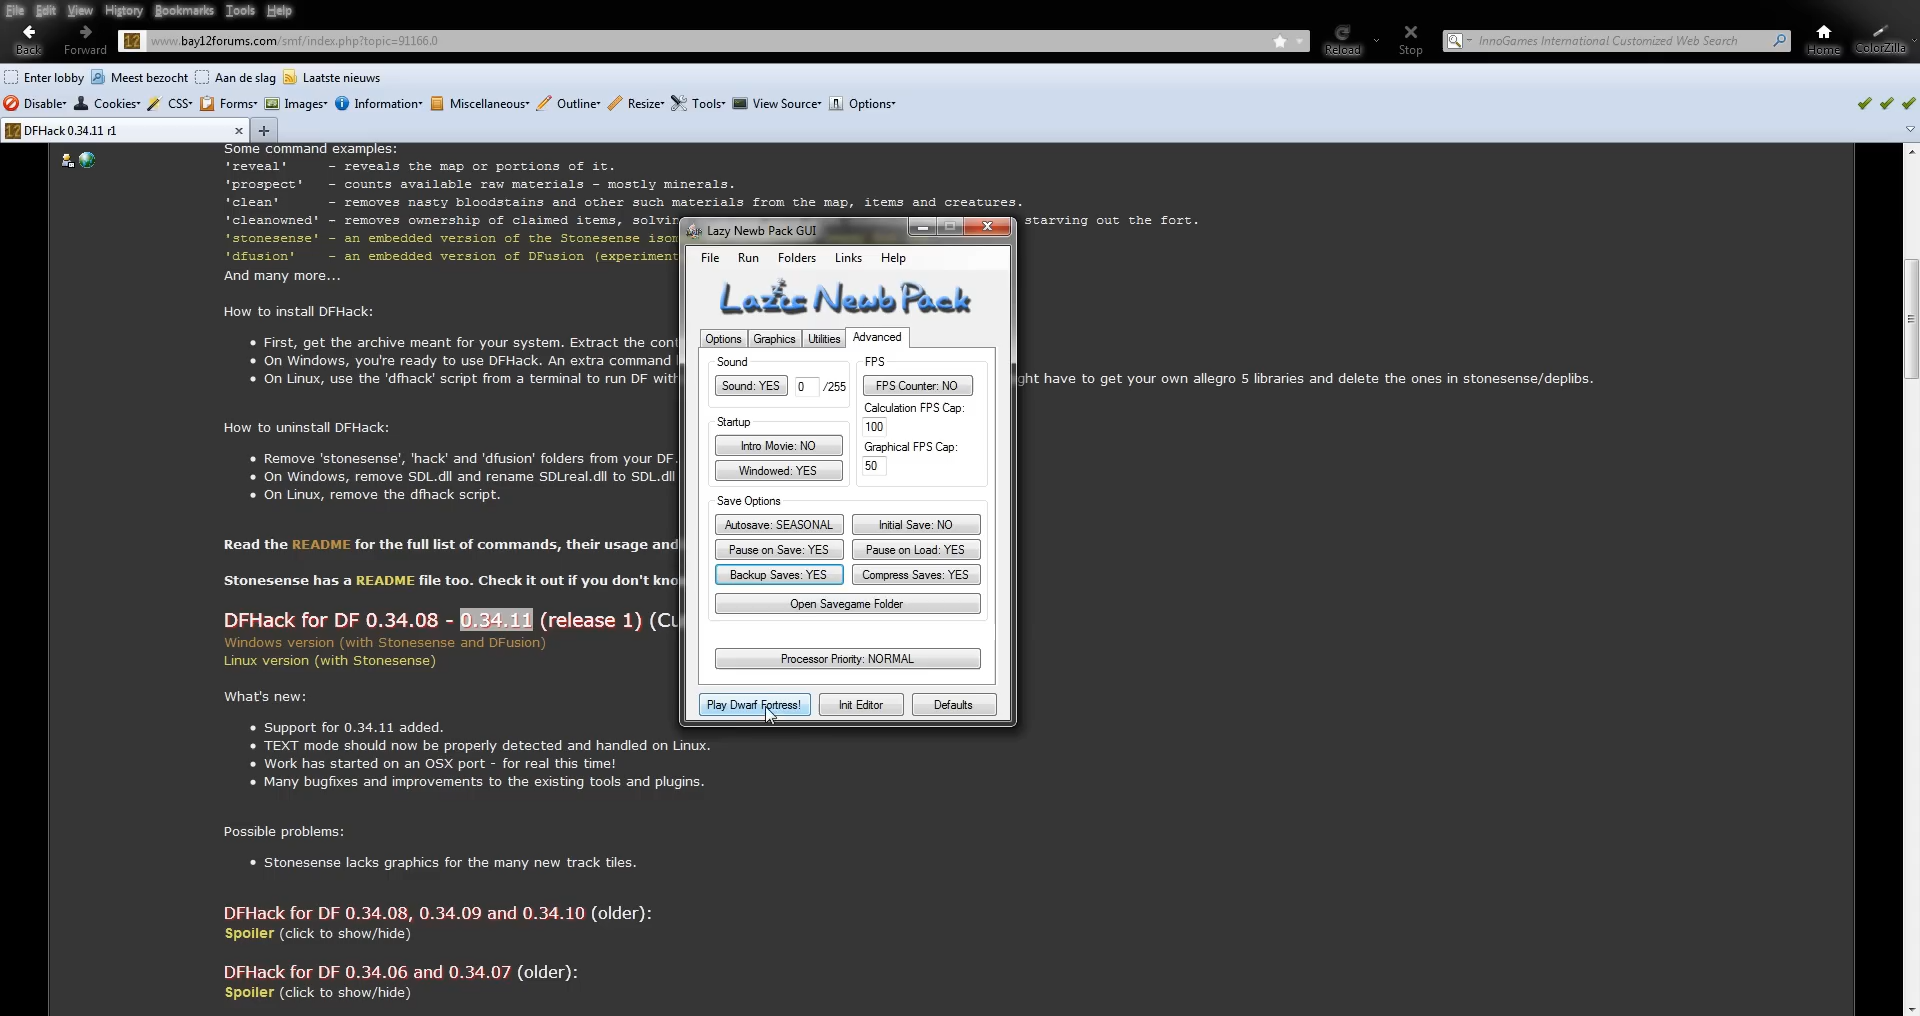 File Edit View History Bookmarks Tools Help
Back Forward www.bay12forums.com/smf/index.php?topic=91166.0 Reload Stop InnoGames International Customized Web Search Home ColorZilla
Enter lobby Meest bezocht Aan de slag Laatste nieuws
Disable Cookies CSS Forms Images Information Miscellaneous Outline Resize Tools View Source Options
DFHack 0.34.11 r1
Some command examples:
'reveal' - reveals the map or portions of it.
'prospect' - counts available raw materials - mostly minerals.
'clean' - removes nasty bloodstains and other such materials from the map, items and creatures.
'cleanowned' - removes ownership of claimed items, solvin starving out the fort.
'stonesense' - an embedded version of the Stonesense isom
'dfusion' - an embedded version of DFusion (experiment
And many more...
How to install DFHack:
• First, get the archive meant for your system. Extract the cont
• On Windows, you're ready to use DFHack. An extra command l
• On Linux, use the 'dfhack' script from a terminal to run DF with ght have to get your own allegro 5 libraries and delete the ones in stonesense/deplibs.
How to uninstall DFHack:
• Remove 'stonesense', 'hack' and 'dfusion' folders from your DF.
• On Windows, remove SDL.dll and rename SDLreal.dll to SDL.dll
• On Linux, remove the dfhack script.
Read the README for the full list of commands, their usage and
Stonesense has a README file too. Check it out if you don't kno
DFHack for DF 0.34.08 - 0.34.11 (release 1) (Cu
Windows version (with Stonesense and DFusion)
Linux version (with Stonesense)
What's new:
• Support for 0.34.11 added.
• TEXT mode should now be properly detected and handled on Linux.
• Work has started on an OSX port - for real this time!
• Many bugfixes and improvements to the existing tools and plugins.
Possible problems:
• Stonesense lacks graphics for the many new track tiles.
DFHack for DF 0.34.08, 0.34.09 and 0.34.10 (older):
Spoiler (click to show/hide)
DFHack for DF 0.34.06 and 0.34.07 (older):
Spoiler (click to show/hide)
Lazy Newb Pack GUI
File Run Folders Links Help
Lazy Newb Pack
Options Graphics Utilities Advanced
Sound
Sound: YES 0 /255
FPS
FPS Counter: NO
Calculation FPS Cap:
100
Graphical FPS Cap:
50
Startup
Intro Movie: NO
Windowed: YES
Save Options
Autosave: SEASONAL Initial Save: NO
Pause on Save: YES Pause on Load: YES
Backup Saves: YES Compress Saves: YES
Open Savegame Folder
Processor Priority: NORMAL
Play Dwarf Fortress! Init Editor Defaults